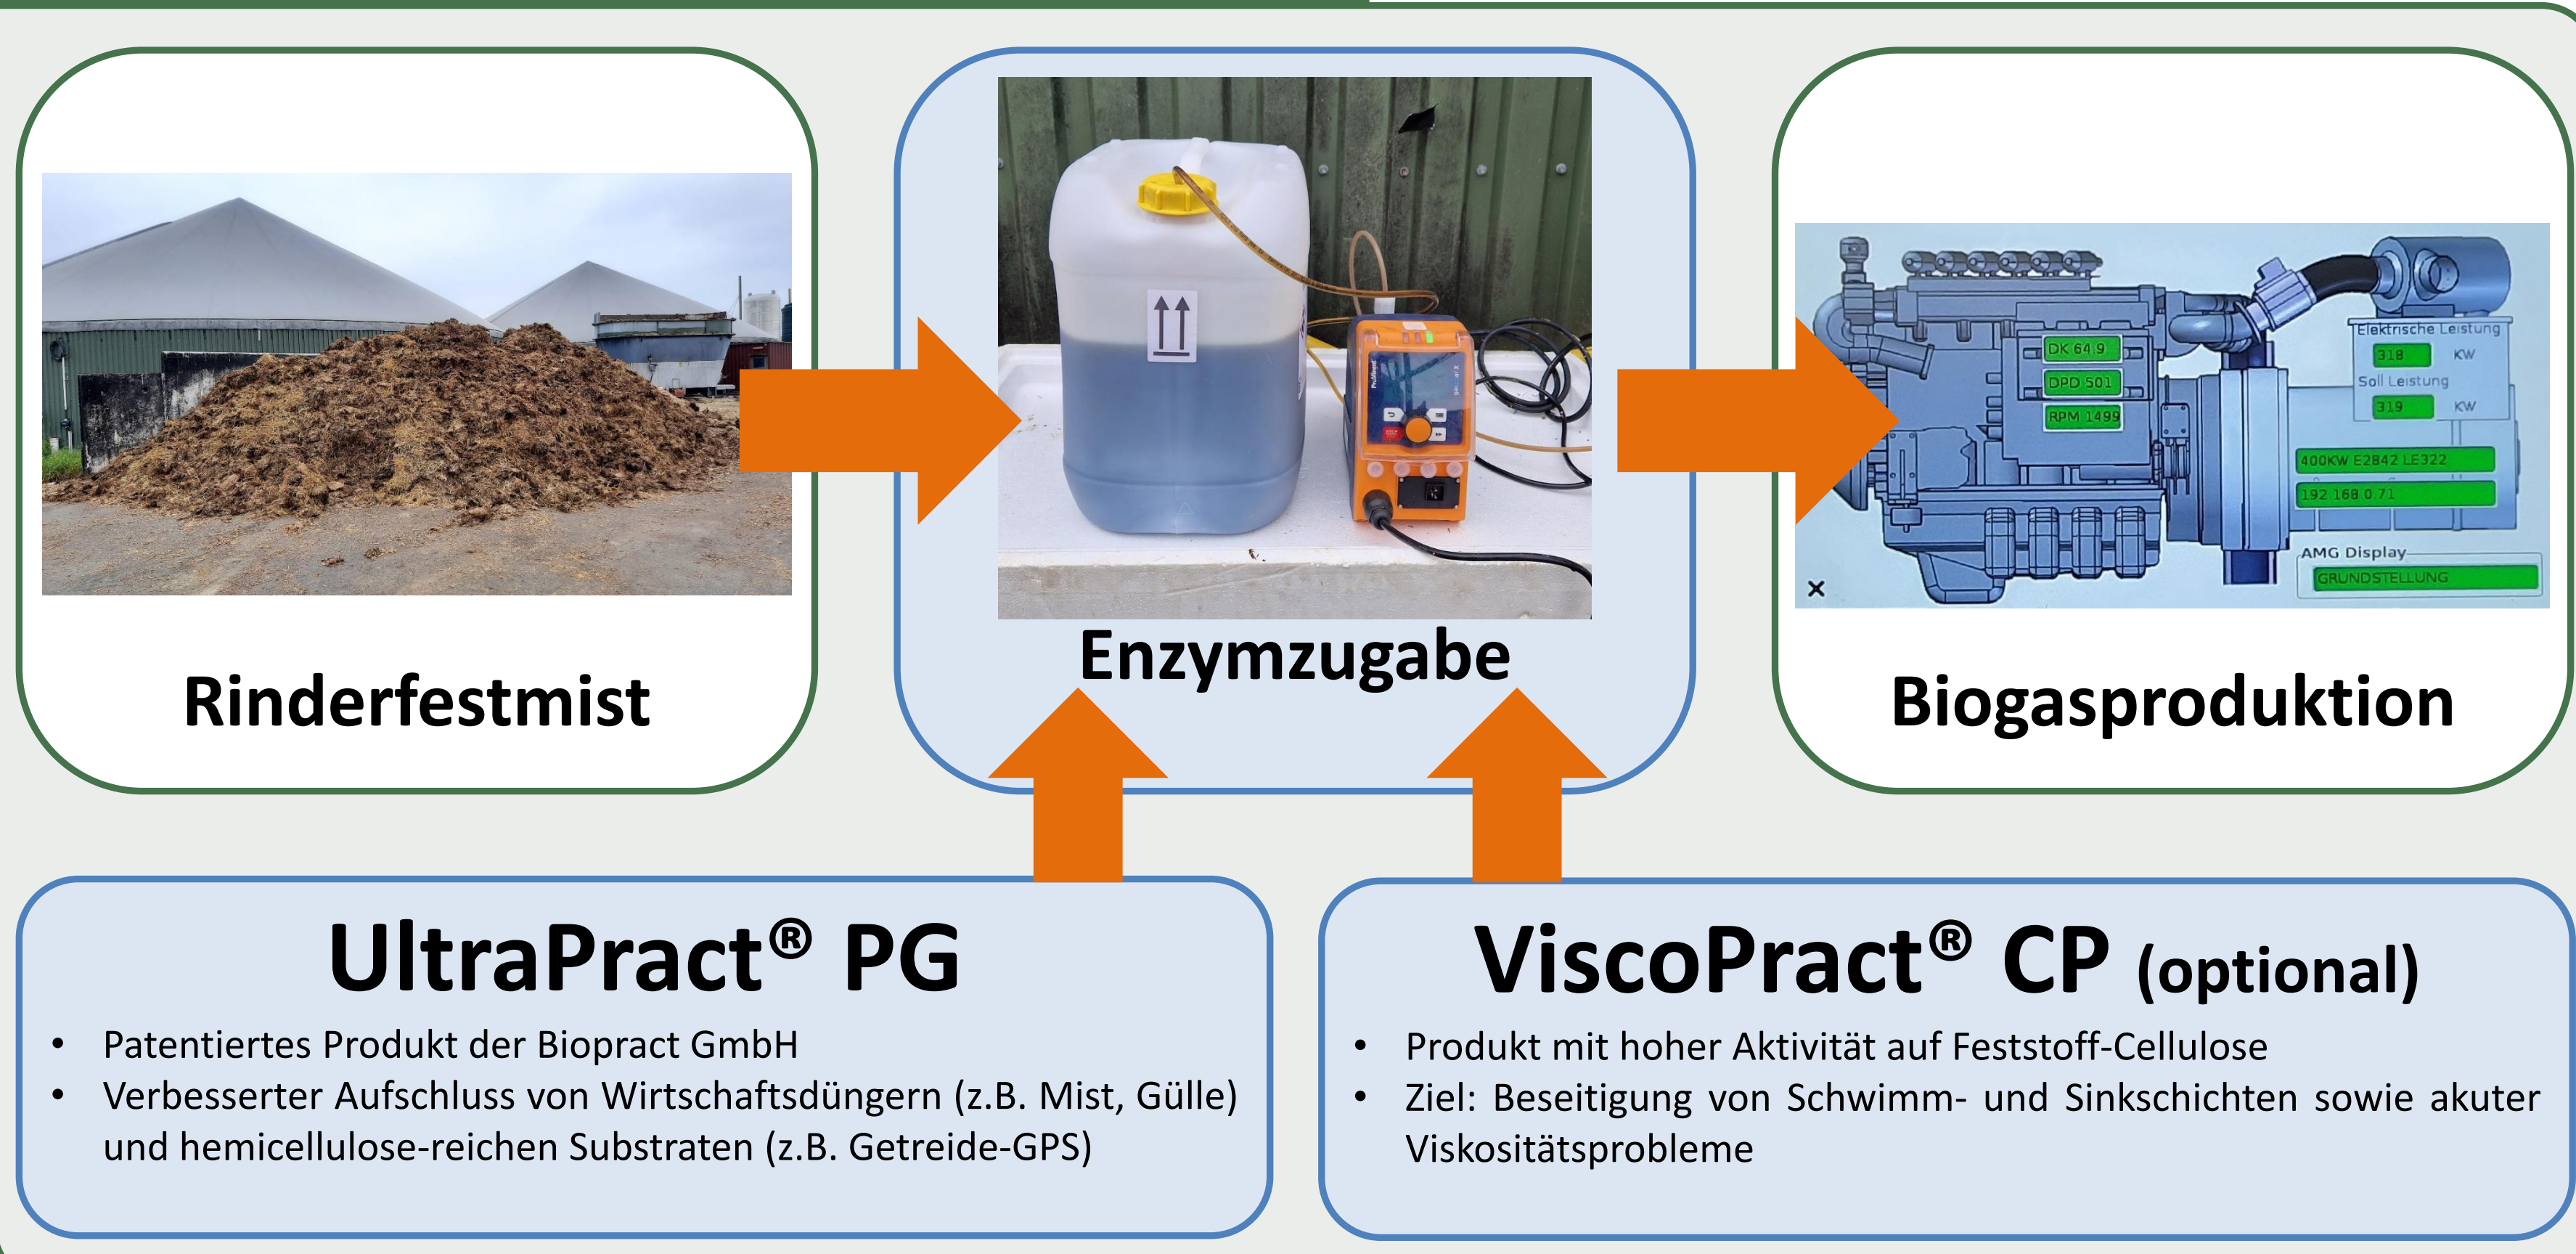 Elektrische Leistung
318 KW
Soll Leistung
319 KW
DK 64.9
DPD 501
RPM 1499
400KW E2842 LE322
192 168 0.71
AMG Display
GRUNDSTELLUNG
Rinderfestmist
Enzymzugabe
Biogasproduktion
UltraPract® PG
• Patentiertes Produkt der Biopract GmbH
• Verbesserter Aufschluss von Wirtschaftsdüngern (z.B. Mist, Gülle)
und hemicellulose-reichen Substraten (z.B. Getreide-GPS)
ViscoPract® CP (optional)
• Produkt mit hoher Aktivität auf Feststoff-Cellulose
• Ziel: Beseitigung von Schwimm- und Sinkschichten sowie akuter
Viskositätsprobleme